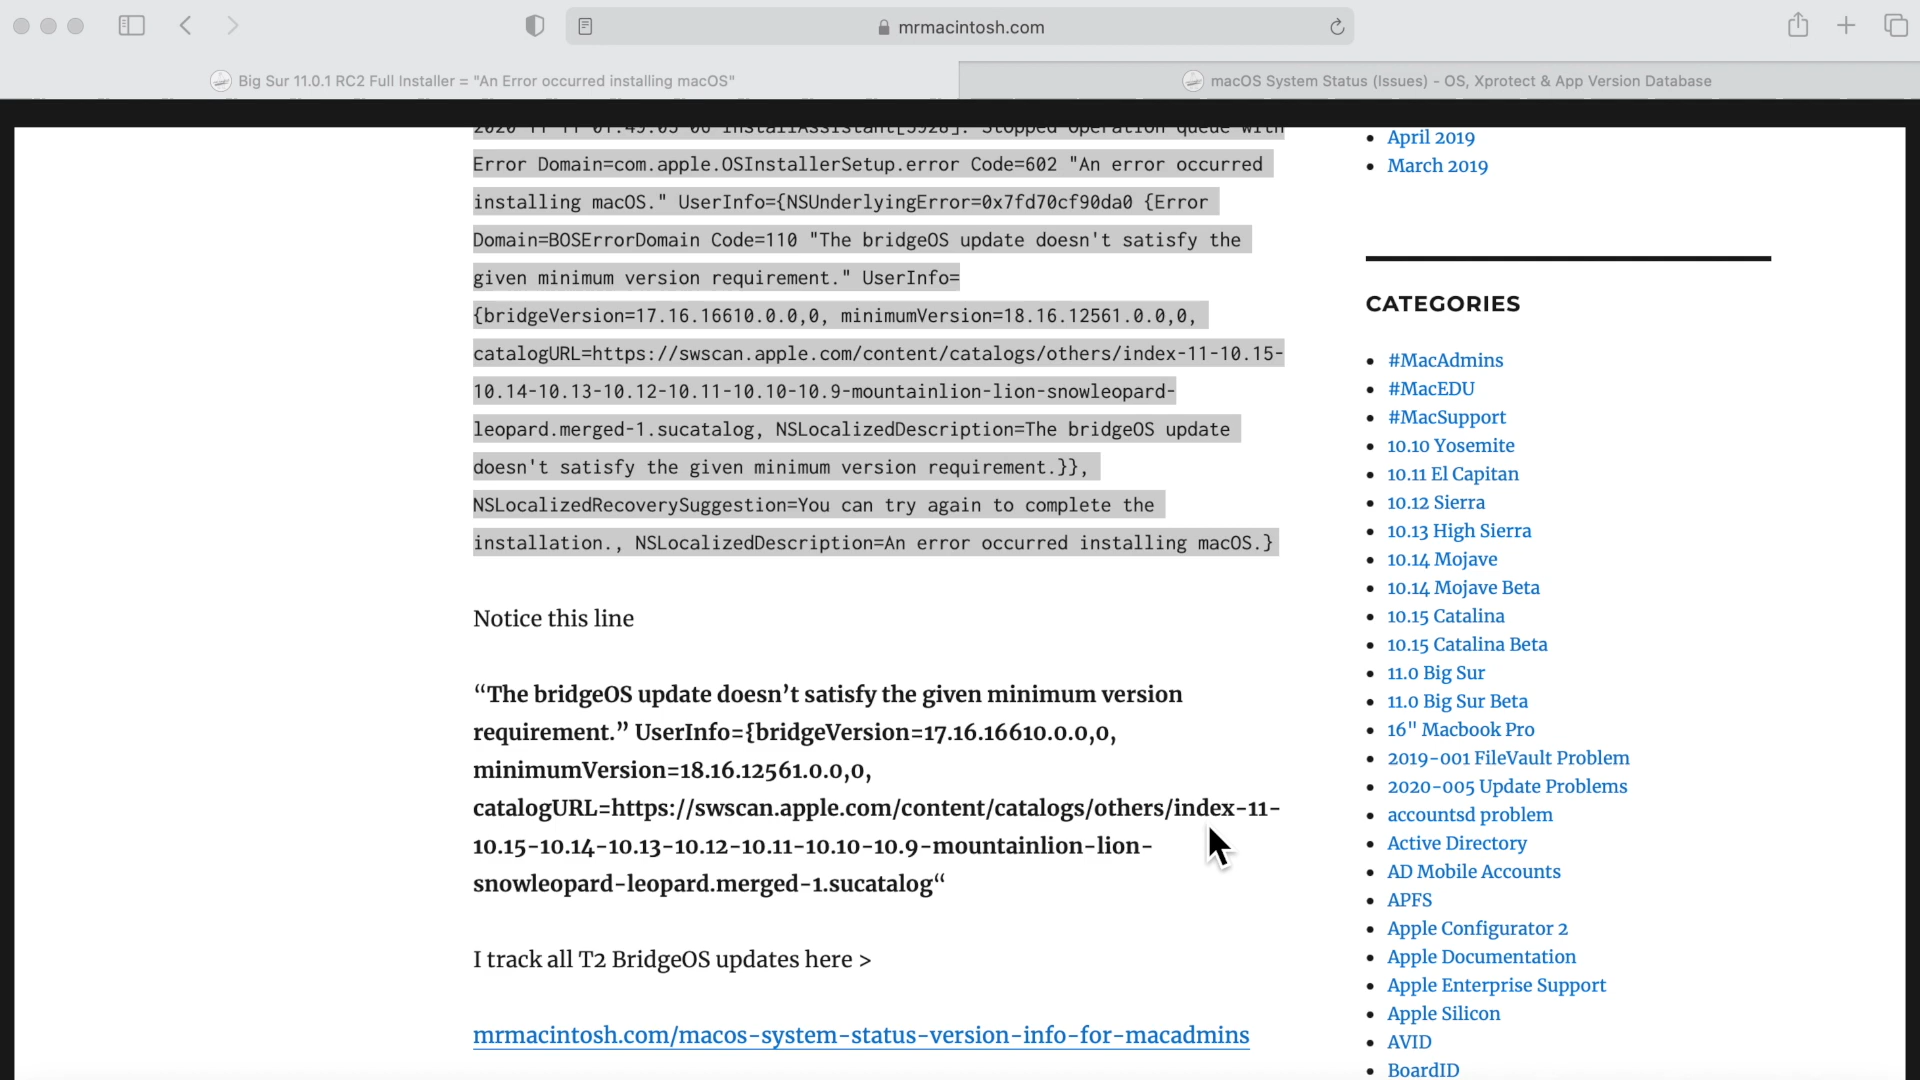 mrmacintosh.com
Big Sur 11.0.1 RC2 Full Installer = "An Error occurred installing macOS"
macOS System Status (Issues) - OS, Xprotect & App Version Database
Error Domain=com.apple.OSInstallerSetup.error Code=602 "An error occurred
installing macOS." UserInfo={NSUnderlyingError=0x7fd70cf90da0 {Error
Domain=BOSErrorDomain Code=110 "The bridgeOS update doesn't satisfy the
given minimum version requirement." UserInfo=
{bridgeVersion=17.16.16610.0.0,0, minimumVersion=18.16.12561.0.0,0,
catalogURL=https://swscan.apple.com/content/catalogs/others/index-11-10.15-
10.14-10.13-10.12-10.11-10.10-10.9-mountainlion-lion-snowleopard-
leopard.merged-1.sucatalog, NSLocalizedDescription=The bridgeOS update
doesn't satisfy the given minimum version requirement.}},
NSLocalizedRecoverySuggestion=You can try again to complete the
installation., NSLocalizedDescription=An error occurred installing macOS.}
Notice this line
“The bridgeOS update doesn’t satisfy the given minimum version
requirement.” UserInfo={bridgeVersion=17.16.16610.0.0,0,
minimumVersion=18.16.12561.0.0,0,
catalogURL=https://swscan.apple.com/content/catalogs/others/index-11-
10.15-10.14-10.13-10.12-10.11-10.10-10.9-mountainlion-lion-
snowleopard-leopard.merged-1.sucatalog“
I track all T2 BridgeOS updates here >
mrmacintosh.com/macos-system-status-version-info-for-macadmins
April 2019
March 2019
CATEGORIES
#MacAdmins
#MacEDU
#MacSupport
10.10 Yosemite
10.11 El Capitan
10.12 Sierra
10.13 High Sierra
10.14 Mojave
10.14 Mojave Beta
10.15 Catalina
10.15 Catalina Beta
11.0 Big Sur
11.0 Big Sur Beta
16" Macbook Pro
2019-001 FileVault Problem
2020-005 Update Problems
accountsd problem
Active Directory
AD Mobile Accounts
APFS
Apple Configurator 2
Apple Documentation
Apple Enterprise Support
Apple Silicon
AVID
BoardID